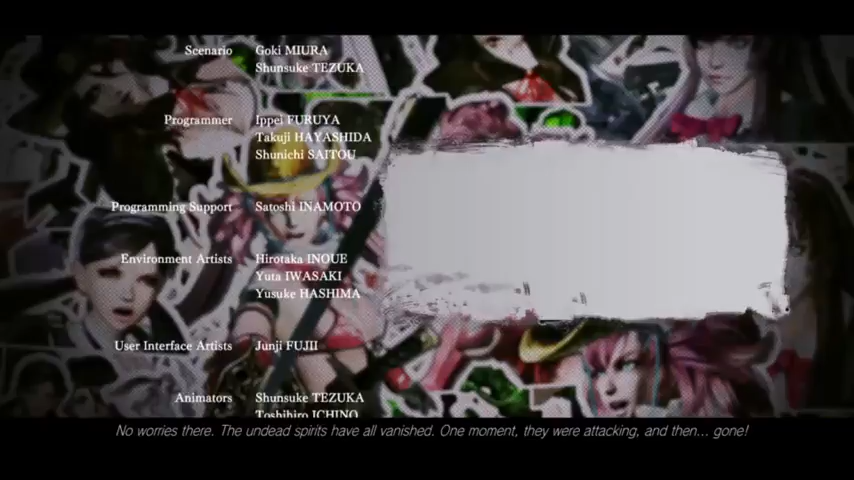 Scenario Goki MIURA
Shunsuke TEZUKA
Programmer Ippei FURUYA
Takuji HAYASHIDA
Shunichi SAITOU
Programming Support Satoshi INAMOTO
Environment Artists Hirotaka INOUE
Yuta IWASAKI
Yusuke HASHIMA
User Interface Artists Junji FUJII
Animators Shunsuke TEZUKA
Toshihiro ICHINO
No worries there. The undead spirits have all vanished. One moment, they were attacking, and then... gone!